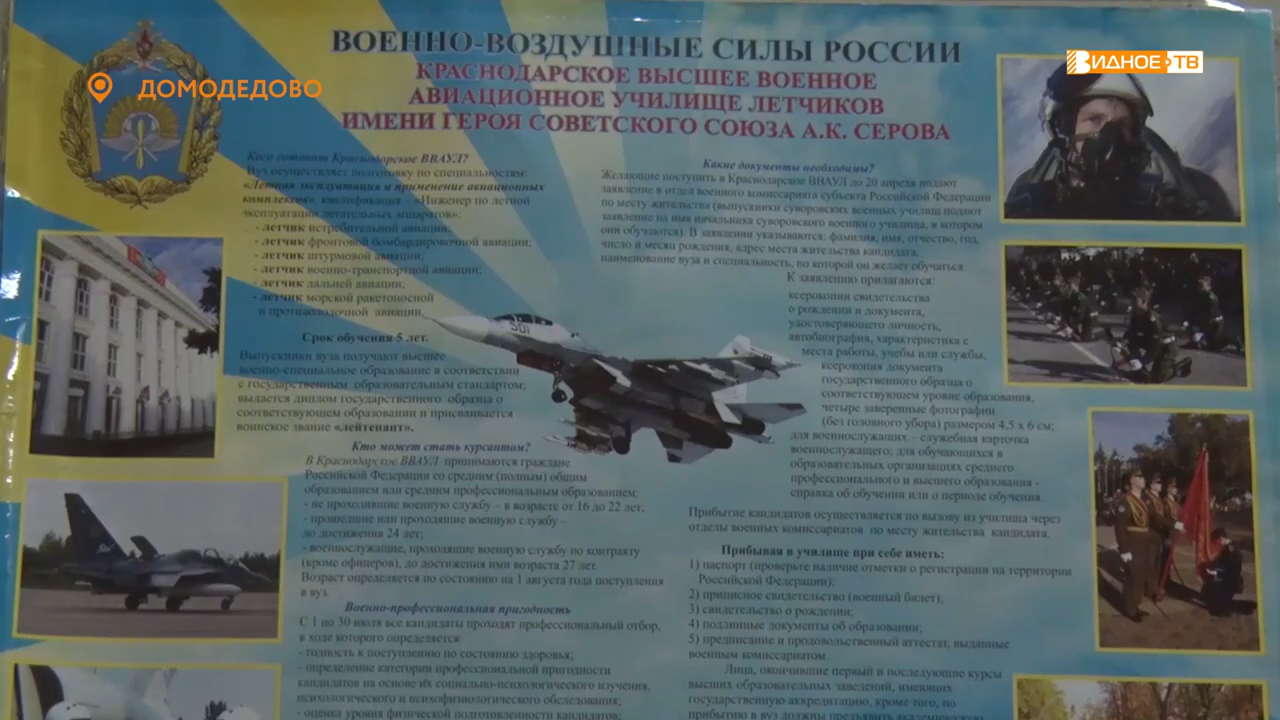 ДОМОДЕДОВО
ВИДНОЕ ТВ
ВОЕННО-ВОЗДУШНЫЕ СИЛЫ РОССИИ
КРАСНОДАРСКОЕ ВЫСШЕЕ ВОЕННОЕ
АВИАЦИОННОЕ УЧИЛИЩЕ ЛЕТЧИКОВ
ИМЕНИ ГЕРОЯ СОВЕТСКОГО СОЮЗА А.К. СЕРОВА
Кого готовит Краснодарское ВВАУЛ?
Вуз осуществляет подготовку по специальностям:
«Летная эксплуатация и применение авиационных
комплексов», квалификация – «Инженер по летной
эксплуатации летательных аппаратов»:
- летчик истребительной авиации;
- летчик фронтовой бомбардировочной авиации;
- летчик штурмовой авиации;
- летчик военно-транспортной авиации;
- летчик дальней авиации;
- летчик морской ракетоносной
и противолодочной авиации.
Срок обучения 5 лет.
Выпускники вуза получают высшее
военно-специальное образование в соответствии
с государственным образовательным стандартом;
выдается диплом государственного образца о
соответствующем образовании и присваивается
воинское звание «лейтенант».
Кто может стать курсантом?
В Краснодарское ВВАУЛ принимаются граждане
Российской Федерации со средним (полным) общим
образованием или средним профессиональным образованием:
- не проходившие военную службу – в возрасте от 16 до 22 лет;
- прошедшие или проходящие военную службу –
до достижения 24 лет;
- военнослужащие, проходящие военную службу по контракту
(кроме офицеров), до достижения ими возраста 27 лет.
Возраст определяется по состоянию на 1 августа года поступления
в вуз.
Военно-профессиональная пригодность
С 1 по 30 июля все кандидаты проходят профессиональный отбор,
в ходе которого определяется:
- годность к поступлению по состоянию здоровья;
- определение категории профессиональной пригодности
кандидатов на основе их социально-психологического изучения,
психологического и психофизиологического обследования;
- оценка уровня физической подготовленности кандидатов;
Какие документы необходимы?
Желающие поступить в Краснодарское ВВАУЛ до 20 апреля подают
заявление в отдел военного комиссариата субъекта Российской Федерации
по месту жительства (выпускники суворовских военных училищ подают
заявление на имя начальника суворовского военного училища, в котором
они обучаются). В заявлении указываются: фамилия, имя, отчество, год,
число и месяц рождения, адрес места жительства кандидата,
наименование вуза и специальность, по которой он желает обучаться
К заявлению прилагаются:
ксерокопии свидетельства
о рождении и документа,
удостоверяющего личность,
автобиография, характеристика с
места работы, учебы или службы,
ксерокопия документа
государственного образца о
соответствующем уровне образования,
четыре заверенные фотографии
(без головного убора) размером 4,5 х 6 см;
для военнослужащих – служебная карточка
военнослужащего; для обучающихся в
образовательных организациях среднего
профессионального и высшего образования -
справка об обучении или о периоде обучения.
Прибытие кандидатов осуществляется по вызову из училища через
отделы военных комиссариатов по месту жительства кандидата.
Прибывая в училище при себе иметь:
1) паспорт (проверьте наличие отметки о регистрации на территории
Российской Федерации);
2) приписное свидетельство (военный билет);
3) свидетельство о рождении;
4) подлинные документы об образовании;
5) предписание и продовольственный аттестат, выданные
военным комиссариатом.
Лица, окончившие первый и последующие курсы
высших образовательных заведений, имеющих
государственную аккредитацию, кроме того, по
прибытию в вуз должны предъявить академическую
501